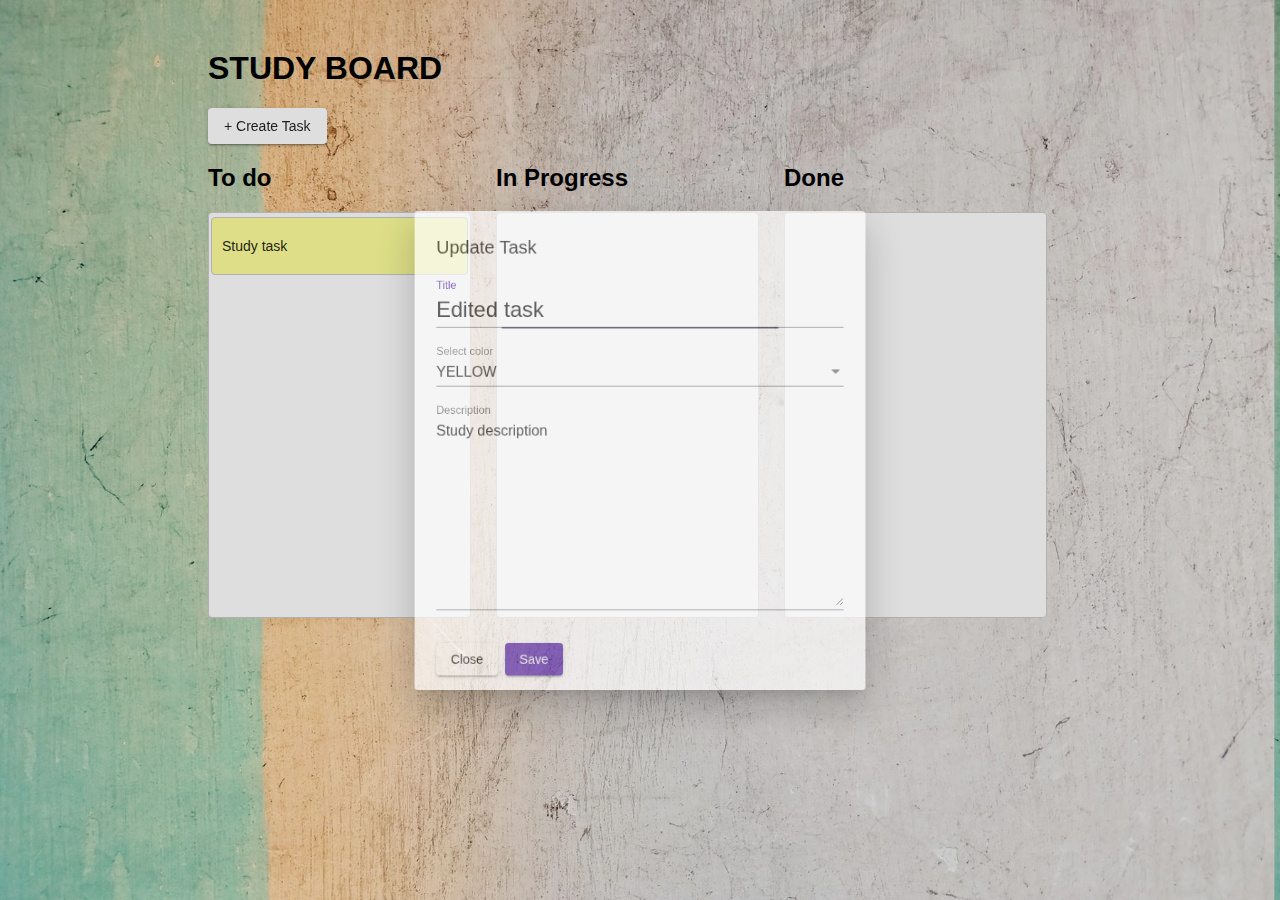 STUDY BOARD
+ Create Task
To do
In Progress
Done
Study task
Update Task
Title
Edited task
Select color
YELLOW
Description
Study description
Close
Save